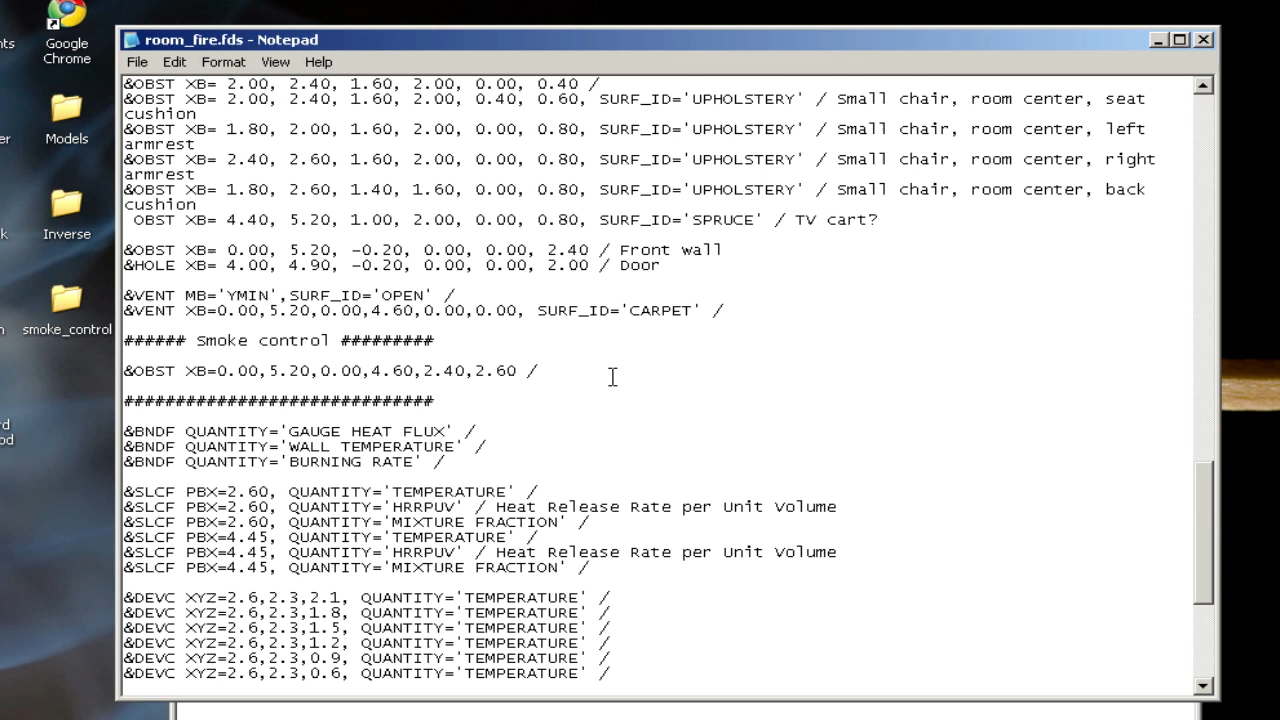 Google
Chrome
nts
er
Models
k
Inverse
n
smoke_control
rd
od
room_fire.fds - Notepad
File Edit Format View Help
&OBST XB= 2.00, 2.40, 1.60, 2.00, 0.00, 0.40 /
&OBST XB= 2.00, 2.40, 1.60, 2.00, 0.40, 0.60, SURF_ID='UPHOLSTERY' / Small chair, room center, seat
cushion
&OBST XB= 1.80, 2.00, 1.60, 2.00, 0.00, 0.80, SURF_ID='UPHOLSTERY' / Small chair, room center, left
armrest
&OBST XB= 2.40, 2.60, 1.60, 2.00, 0.00, 0.80, SURF_ID='UPHOLSTERY' / Small chair, room center, right
armrest
&OBST XB= 1.80, 2.60, 1.40, 1.60, 0.00, 0.80, SURF_ID='UPHOLSTERY' / Small chair, room center, back
cushion
OBST XB= 4.40, 5.20, 1.00, 2.00, 0.00, 0.80, SURF_ID='SPRUCE' / TV cart?
&OBST XB= 0.00, 5.20, -0.20, 0.00, 0.00, 2.40 / Front wall
&HOLE XB= 4.00, 4.90, -0.20, 0.00, 0.00, 2.00 / Door
&VENT MB='YMIN',SURF_ID='OPEN' /
&VENT XB=0.00,5.20,0.00,4.60,0.00,0.00, SURF_ID='CARPET' /
###### Smoke control #########
&OBST XB=0.00,5.20,0.00,4.60,2.40,2.60 /
##############################
&BNDF QUANTITY='GAUGE HEAT FLUX' /
&BNDF QUANTITY='WALL TEMPERATURE' /
&BNDF QUANTITY='BURNING RATE' /
&SLCF PBX=2.60, QUANTITY='TEMPERATURE' /
&SLCF PBX=2.60, QUANTITY='HRRPUV' / Heat Release Rate per Unit Volume
&SLCF PBX=2.60, QUANTITY='MIXTURE FRACTION' /
&SLCF PBX=4.45, QUANTITY='TEMPERATURE' /
&SLCF PBX=4.45, QUANTITY='HRRPUV' / Heat Release Rate per Unit Volume
&SLCF PBX=4.45, QUANTITY='MIXTURE FRACTION' /
&DEVC XYZ=2.6,2.3,2.1, QUANTITY='TEMPERATURE' /
&DEVC XYZ=2.6,2.3,1.8, QUANTITY='TEMPERATURE' /
&DEVC XYZ=2.6,2.3,1.5, QUANTITY='TEMPERATURE' /
&DEVC XYZ=2.6,2.3,1.2, QUANTITY='TEMPERATURE' /
&DEVC XYZ=2.6,2.3,0.9, QUANTITY='TEMPERATURE' /
&DEVC XYZ=2.6,2.3,0.6, QUANTITY='TEMPERATURE' /